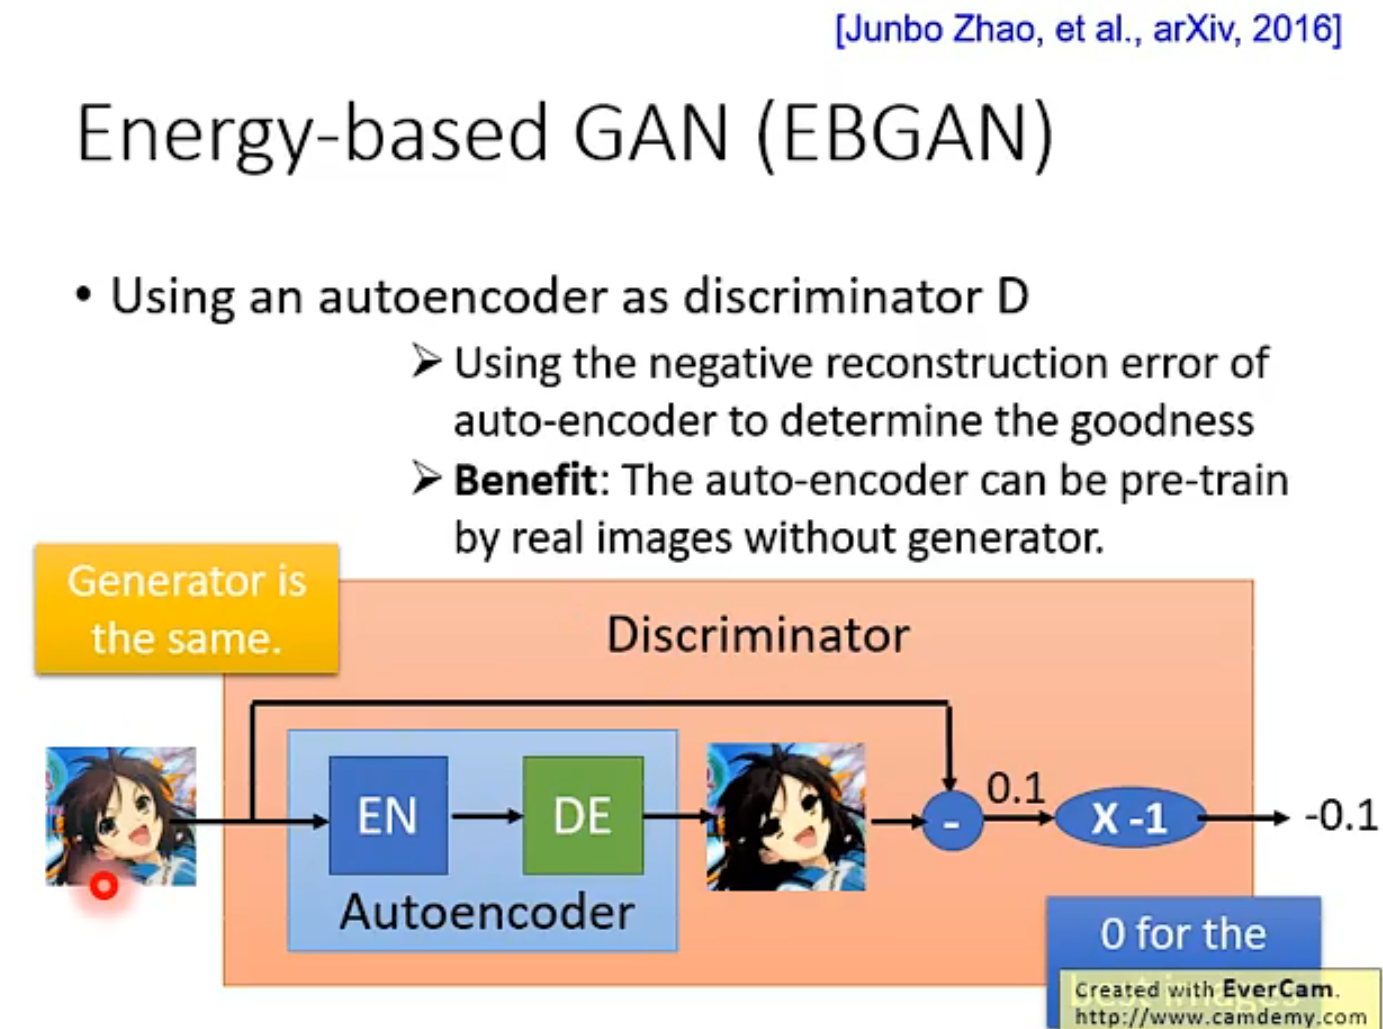 [Junbo Zhao, et al., arXiv, 2016]
Energy-based GAN (EBGAN)
• Using an autoencoder as discriminator D
➢ Using the negative reconstruction error of
auto-encoder to determine the goodness
➢ Benefit: The auto-encoder can be pre-train
by real images without generator.
Generator is
the same.
Discriminator
EN
DE
Autoencoder
-
0.1
X -1
-0.1
0 for the
best images
Created with EverCam.
http://www.camdemy.com